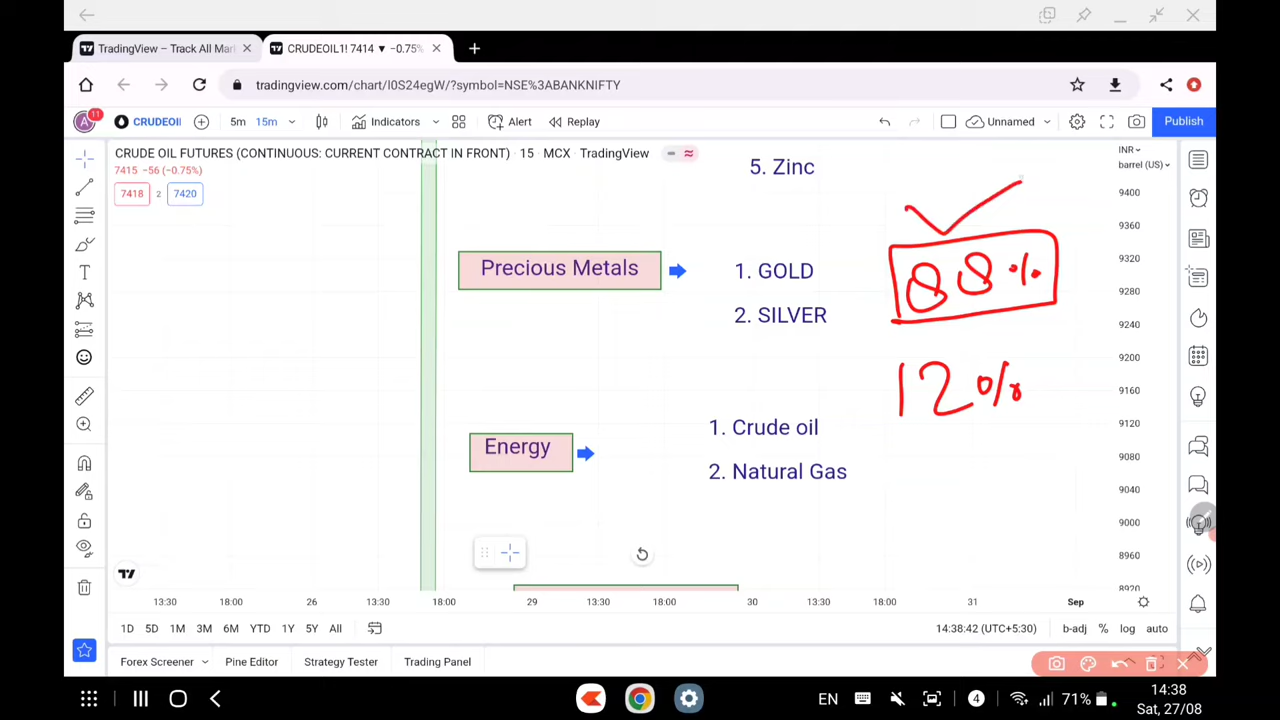 TradingView – Track All Mar
CRUDEOIL1! 7414 ▼ −0.75%
tradingview.com/chart/I0S24egW/?symbol=NSE%3ABANKNIFTY
A 11 CRUDEOI 5m 15m Indicators Alert Replay Unnamed Publish
CRUDE OIL FUTURES (CONTINUOUS: CURRENT CONTRACT IN FRONT) · 15 · MCX · TradingView
7415 −56 (−0.75%)
7418 2 7420
INR
barrel (US)
5. Zinc
Precious Metals
1. GOLD
2. SILVER
88%
12%
Energy
1. Crude oil
2. Natural Gas
9400
9360
9320
9280
9240
9200
9160
9120
9080
9040
9000
8960
8920
13:30 18:00 26 13:30 18:00 29 13:30 18:00 30 13:30 18:00 31 Sep
1D 5D 1M 3M 6M YTD 1Y 5Y All 14:38:42 (UTC+5:30) b-adj % log auto
Forex Screener Pine Editor Strategy Tester Trading Panel
EN 4 71% 14:38
Sat, 27/08